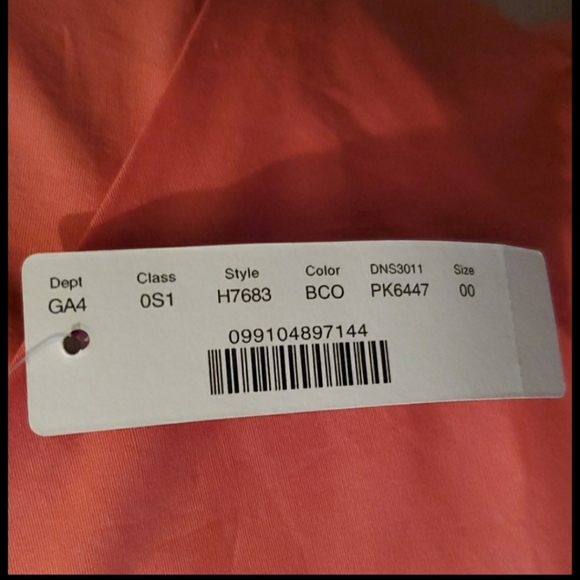 Dept Class Style Color DNS3011 Size
GA4 0S1 H7683 BCO PK6447 00
099104897144